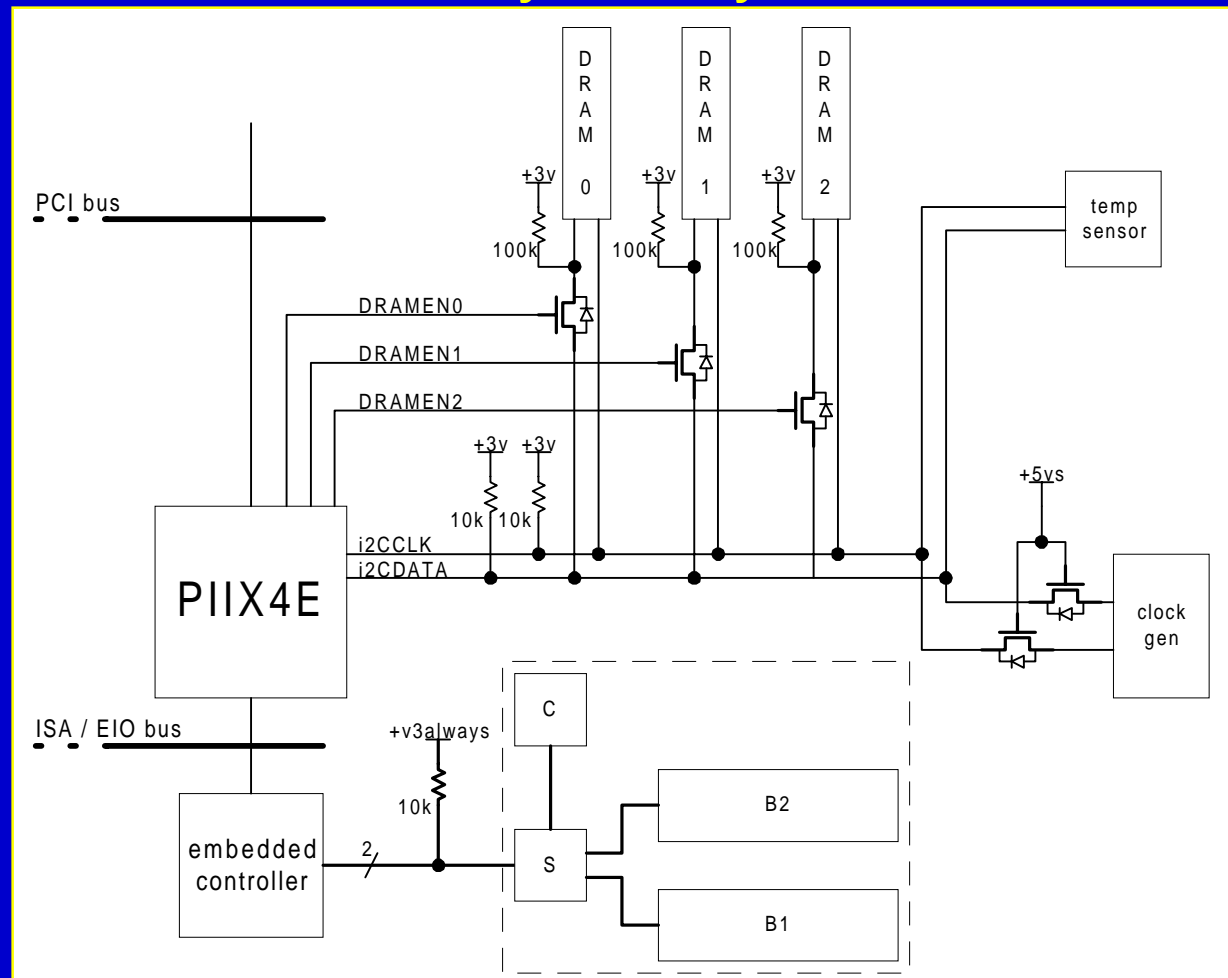 D R A M 0
D R A M 1
D R A M 2
+3v
+3v
+3v
100k
100k
100k
PCI bus
temp
sensor
DRAMEN0
DRAMEN1
DRAMEN2
+3v
+3v
10k
10k
+5vs
i2CCLK
i2CDATA
PIIX4E
clock
gen
ISA / EIO bus
+v3always
10k
C
B2
embedded
controller
2
S
B1